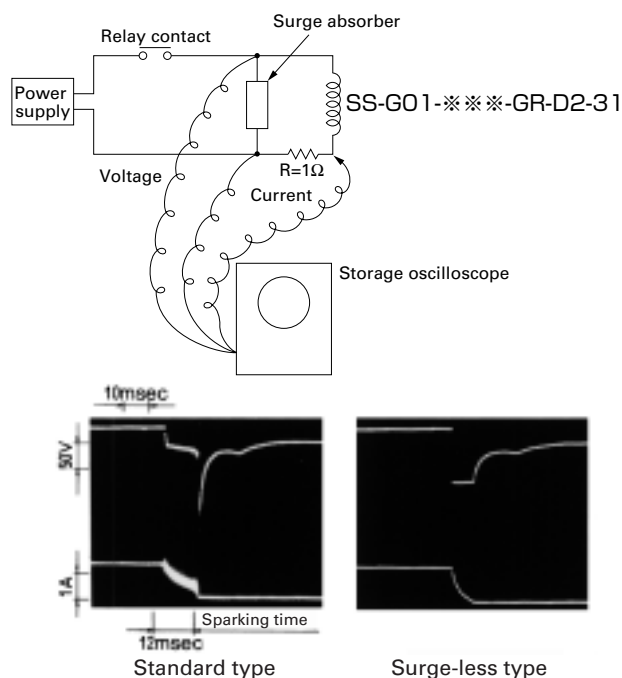 Surge absorber
Relay contact
Power
supply
SS-G01-※※※-GR-D2-31
R=1Ω
Voltage
Current
Storage oscilloscope
10msec
50V
1A
Sparking time
12msec
Standard type
Surge-less type